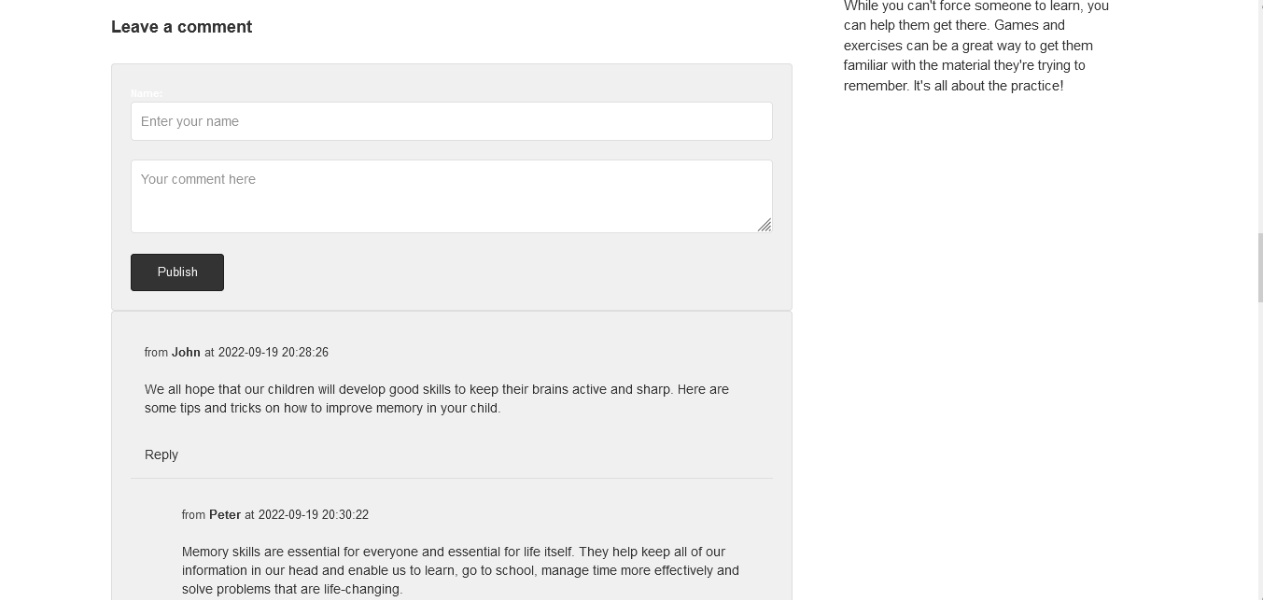 Leave a comment
Name:
Enter your name
Your comment here
Publish
from John at 2022-09-19 20:28:26
We all hope that our children will develop good skills to keep their brains active and sharp. Here are
some tips and tricks on how to improve memory in your child.
Reply
from Peter at 2022-09-19 20:30:22
Memory skills are essential for everyone and essential for life itself. They help keep all of our
information in our head and enable us to learn, go to school, manage time more effectively and
solve problems that are life-changing.
While you can't force someone to learn, you
can help them get there. Games and
exercises can be a great way to get them
familiar with the material they're trying to
remember. It's all about the practice!